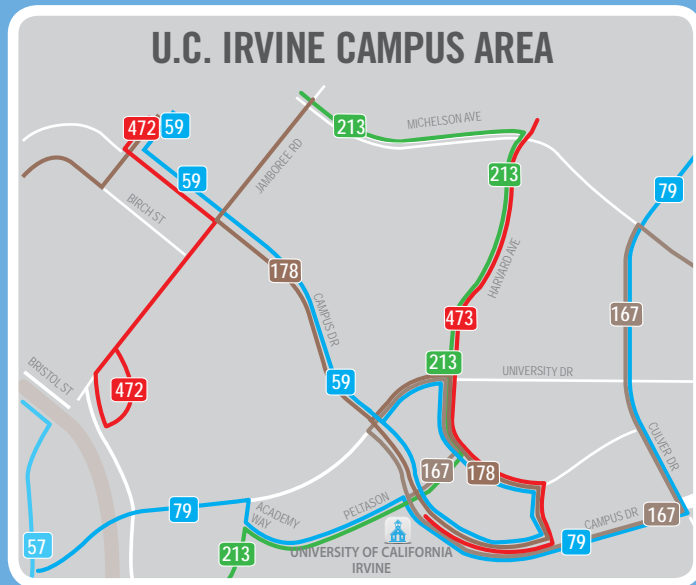 U.C. IRVINE CAMPUS AREA
472
59
213
MICHELSON AVE
59
JAMBOREE RD
213
79
BIRCH ST
178
HARVARD AVE
CAMPUS DR
473
167
213
BRISTOL ST
472
59
UNIVERSITY DR
CULVER DR
167
178
79
ACADEMY
WAY
PELTASON
CAMPUS DR
167
57
213
UNIVERSITY OF CALIFORNIA
IRVINE
79